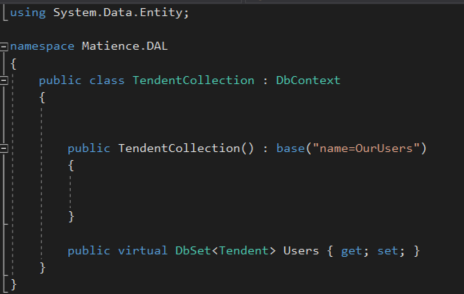 using System.Data.Entity;
namespace Matience.DAL
{
public class TendentCollection : DbContext
{
public TendentCollection() : base("name=OurUsers")
{
}
public virtual DbSet<Tendent> Users { get; set; }
}
}